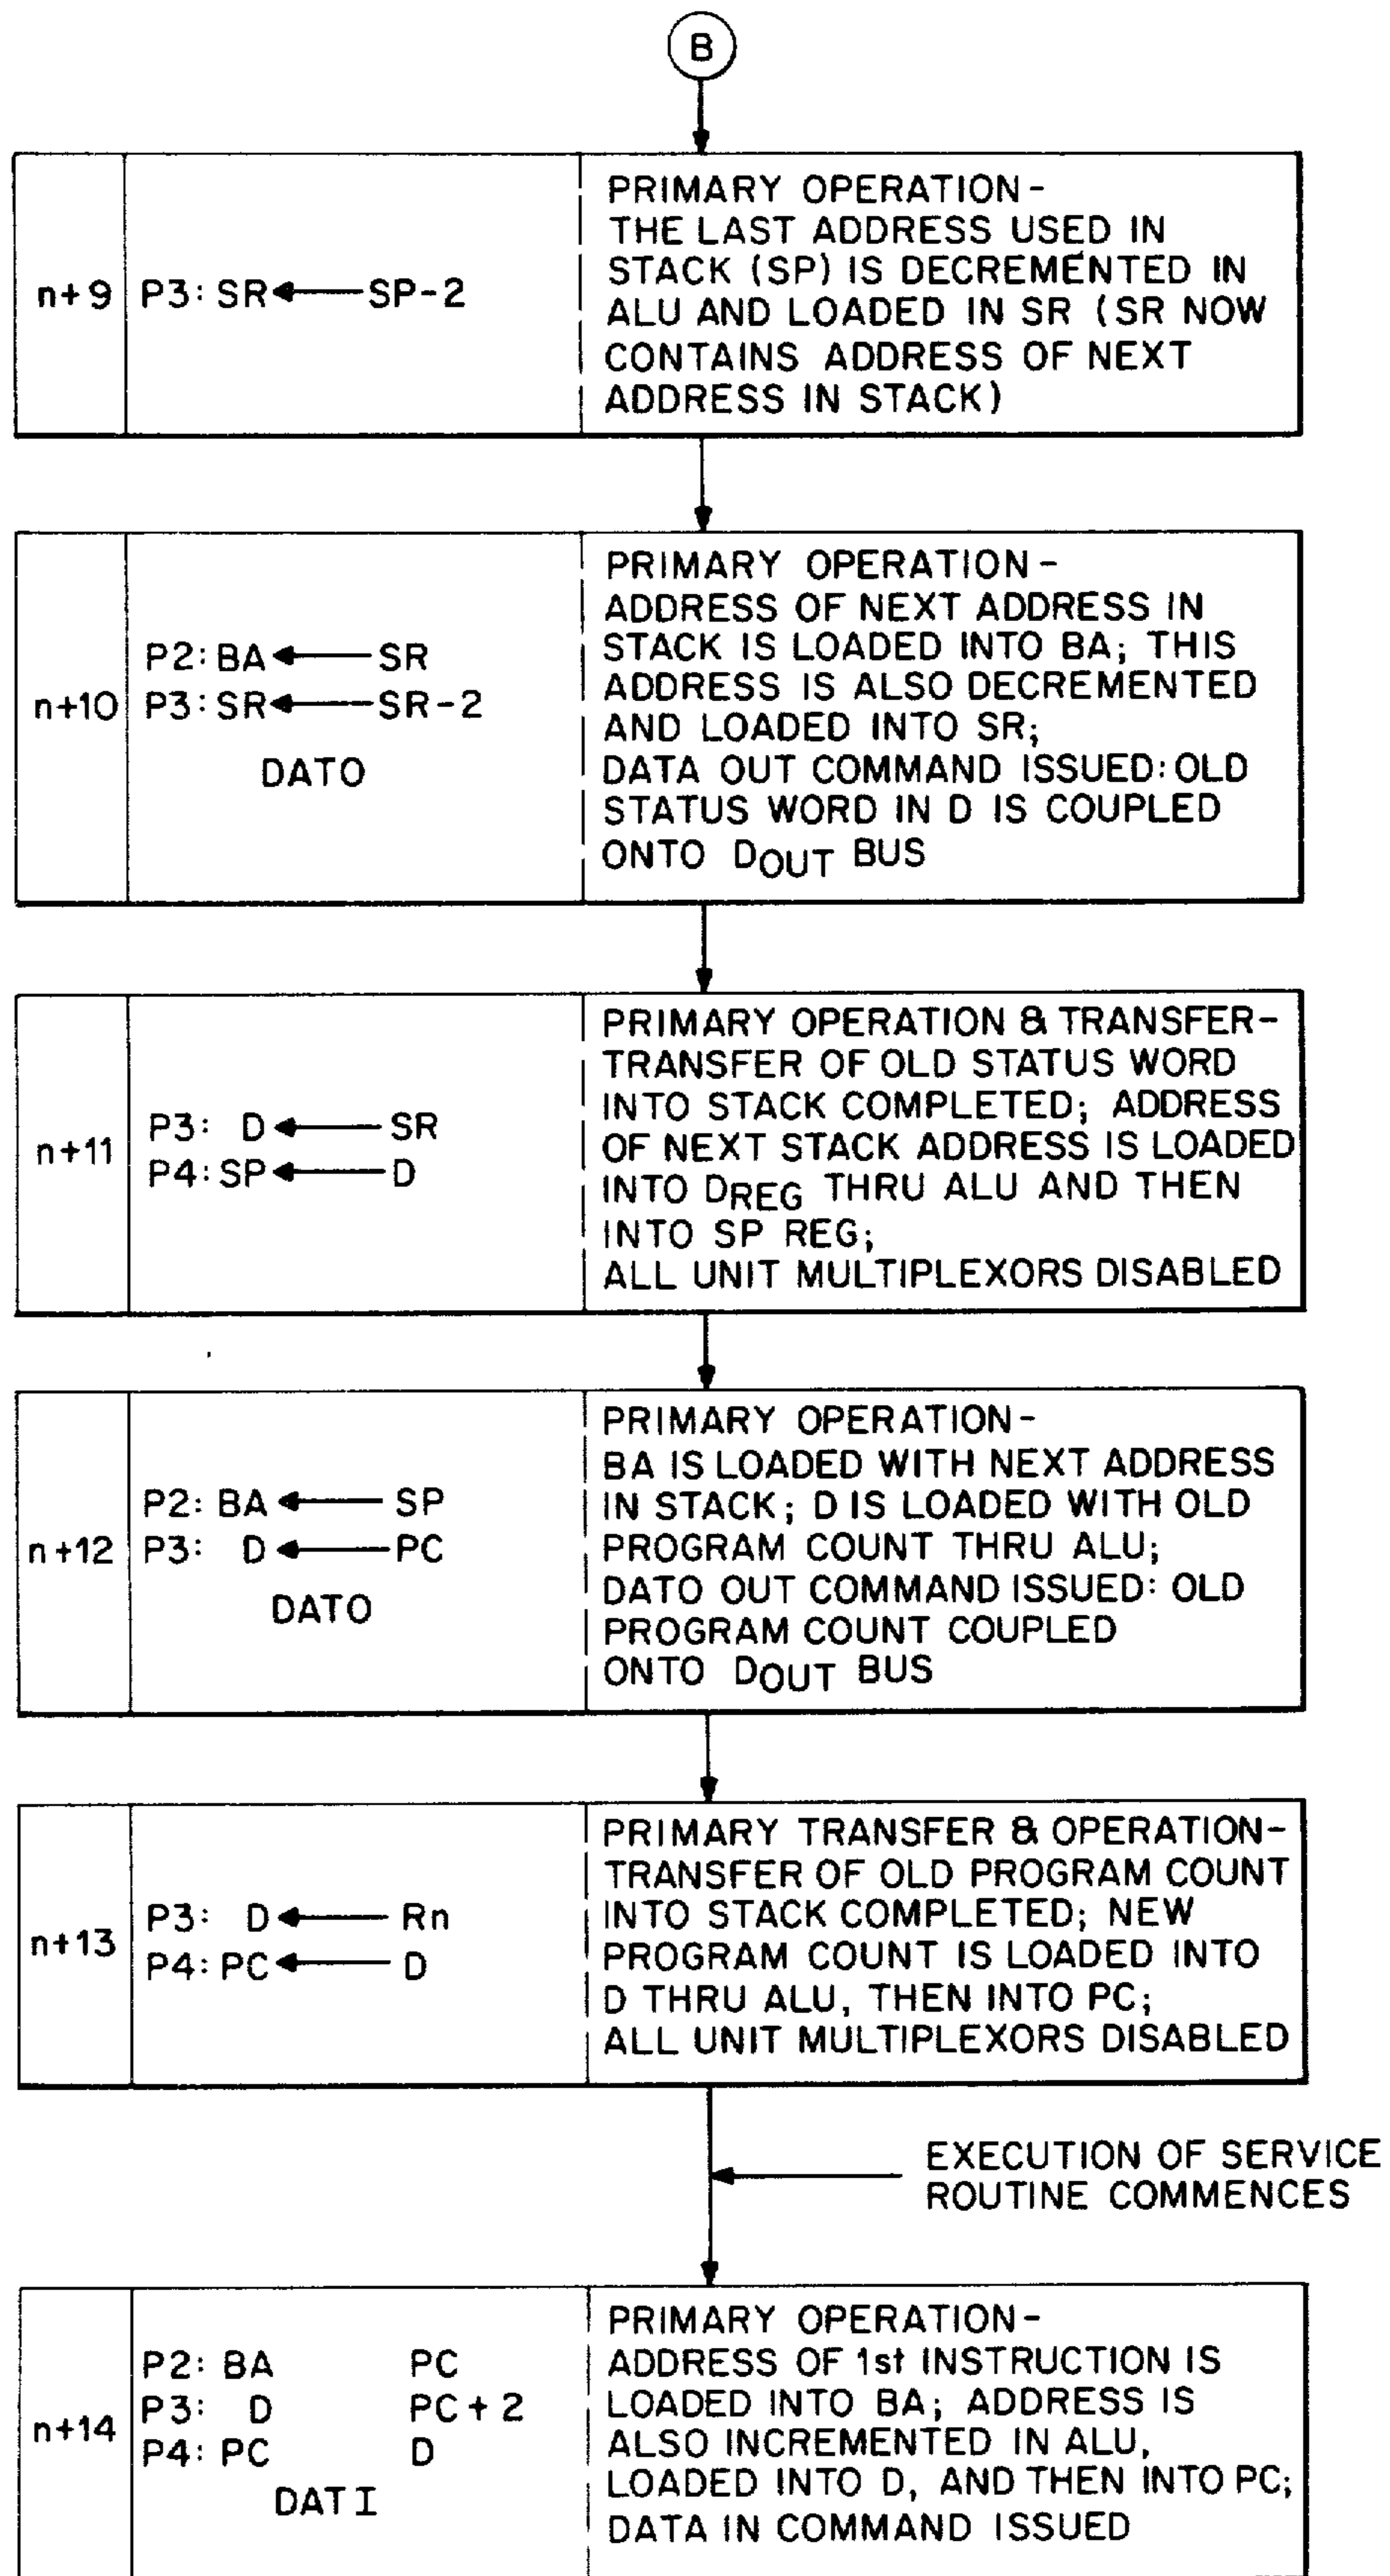 B
n+9
P3: SR ← SP-2
PRIMARY OPERATION-
THE LAST ADDRESS USED IN
STACK (SP) IS DECREMENTED IN
ALU AND LOADED IN SR (SR NOW
CONTAINS ADDRESS OF NEXT
ADDRESS IN STACK)
n+10
P2: BA ← SR
P3: SR ← SR-2
DATO
PRIMARY OPERATION-
ADDRESS OF NEXT ADDRESS IN
STACK IS LOADED INTO BA; THIS
ADDRESS IS ALSO DECREMENTED
AND LOADED INTO SR;
DATA OUT COMMAND ISSUED: OLD
STATUS WORD IN D IS COUPLED
ONTO DOUT BUS
n+11
P3: D ← SR
P4: SP ← D
PRIMARY OPERATION & TRANSFER-
TRANSFER OF OLD STATUS WORD
INTO STACK COMPLETED; ADDRESS
OF NEXT STACK ADDRESS IS LOADED
INTO DREG THRU ALU AND THEN
INTO SP REG;
ALL UNIT MULTIPLEXORS DISABLED
n+12
P2: BA ← SP
P3: D ← PC
DATO
PRIMARY OPERATION-
BA IS LOADED WITH NEXT ADDRESS
IN STACK; D IS LOADED WITH OLD
PROGRAM COUNT THRU ALU;
DATO OUT COMMAND ISSUED: OLD
PROGRAM COUNT COUPLED
ONTO DOUT BUS
n+13
P3: D ← Rn
P4: PC ← D
PRIMARY TRANSFER & OPERATION-
TRANSFER OF OLD PROGRAM COUNT
INTO STACK COMPLETED; NEW
PROGRAM COUNT IS LOADED INTO
D THRU ALU, THEN INTO PC;
ALL UNIT MULTIPLEXORS DISABLED
EXECUTION OF SERVICE
ROUTINE COMMENCES
n+14
P2: BA PC
P3: D PC+2
P4: PC D
DATI
PRIMARY OPERATION-
ADDRESS OF 1st INSTRUCTION IS
LOADED INTO BA; ADDRESS IS
ALSO INCREMENTED IN ALU,
LOADED INTO D, AND THEN INTO PC;
DATA IN COMMAND ISSUED